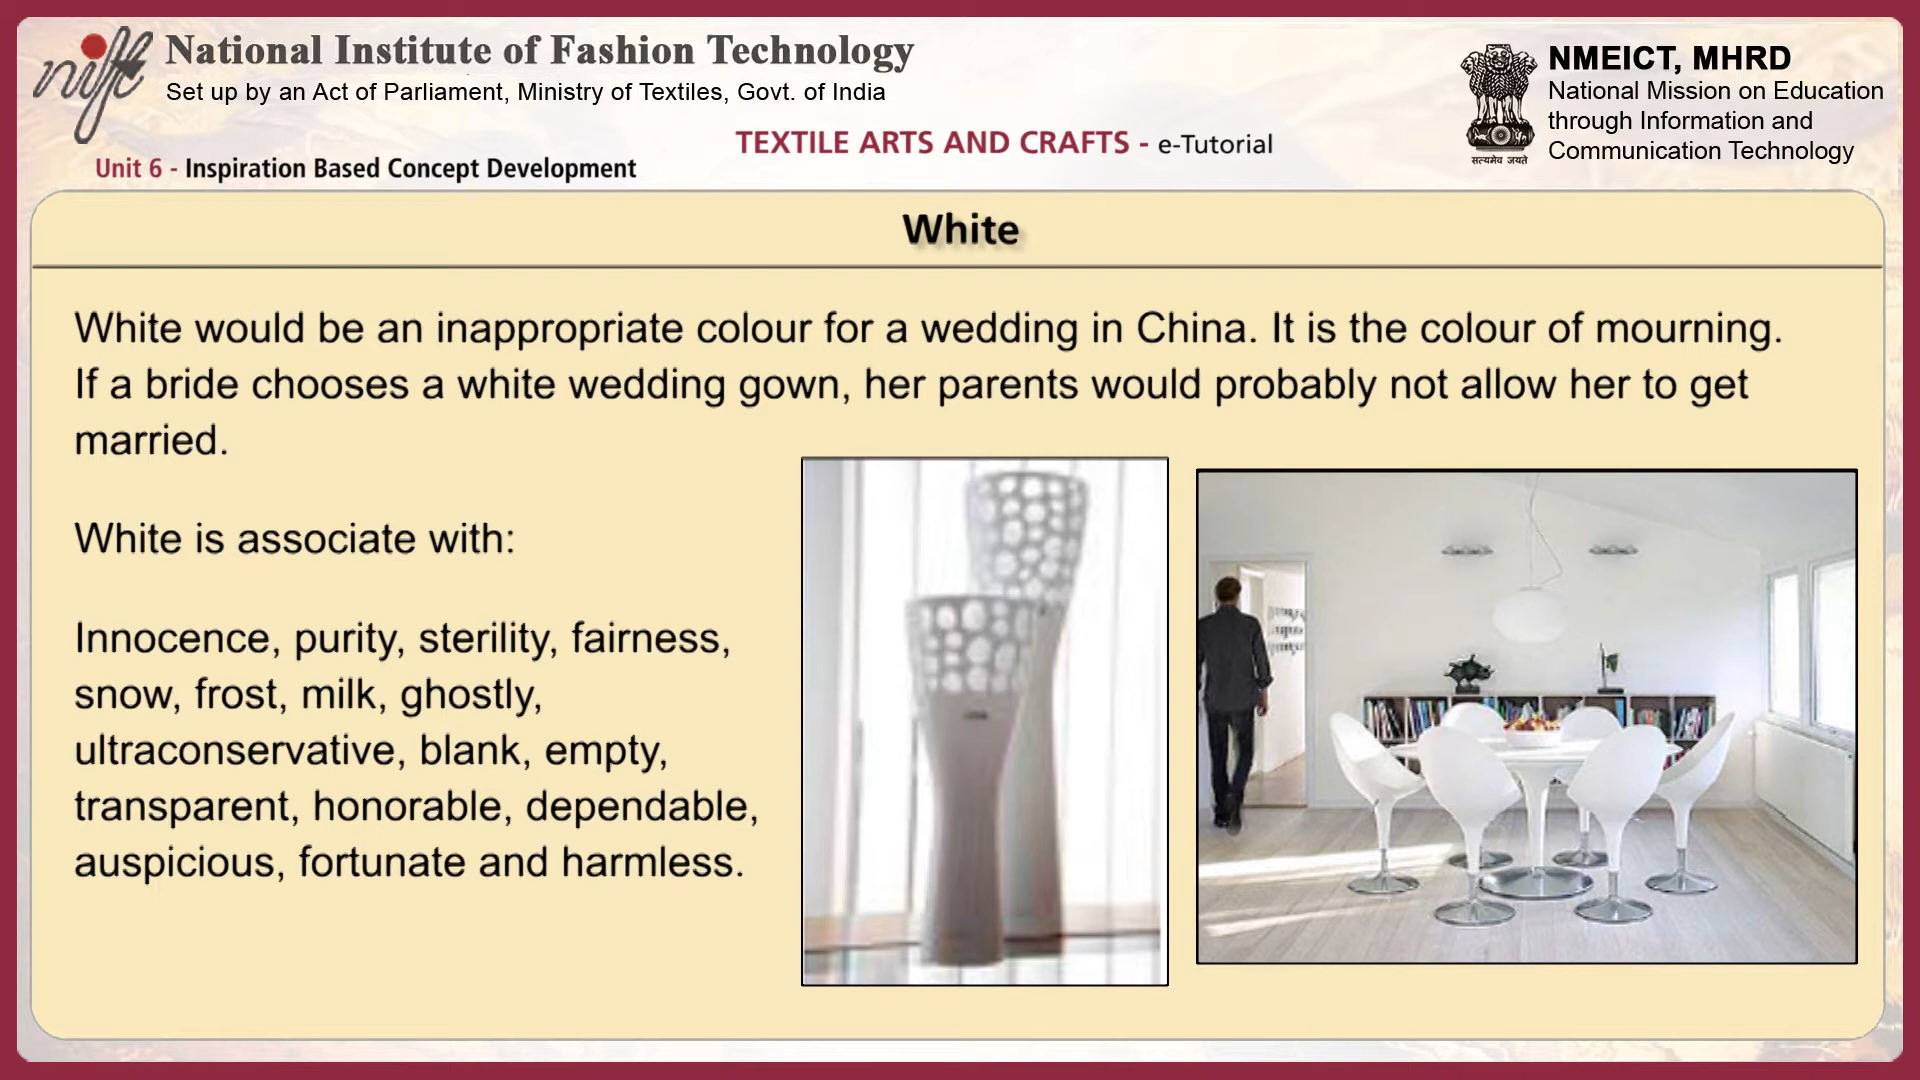 nift
National Institute of Fashion Technology
Set up by an Act of Parliament, Ministry of Textiles, Govt. of India
सत्यमेव जयते
NMEICT, MHRD
National Mission on Education
through Information and
Communication Technology
TEXTILE ARTS AND CRAFTS - e-Tutorial
Unit 6 - Inspiration Based Concept Development
White
White would be an inappropriate colour for a wedding in China. It is the colour of mourning.
If a bride chooses a white wedding gown, her parents would probably not allow her to get
married.
White is associate with:
Innocence, purity, sterility, fairness,
snow, frost, milk, ghostly,
ultraconservative, blank, empty,
transparent, honorable, dependable,
auspicious, fortunate and harmless.